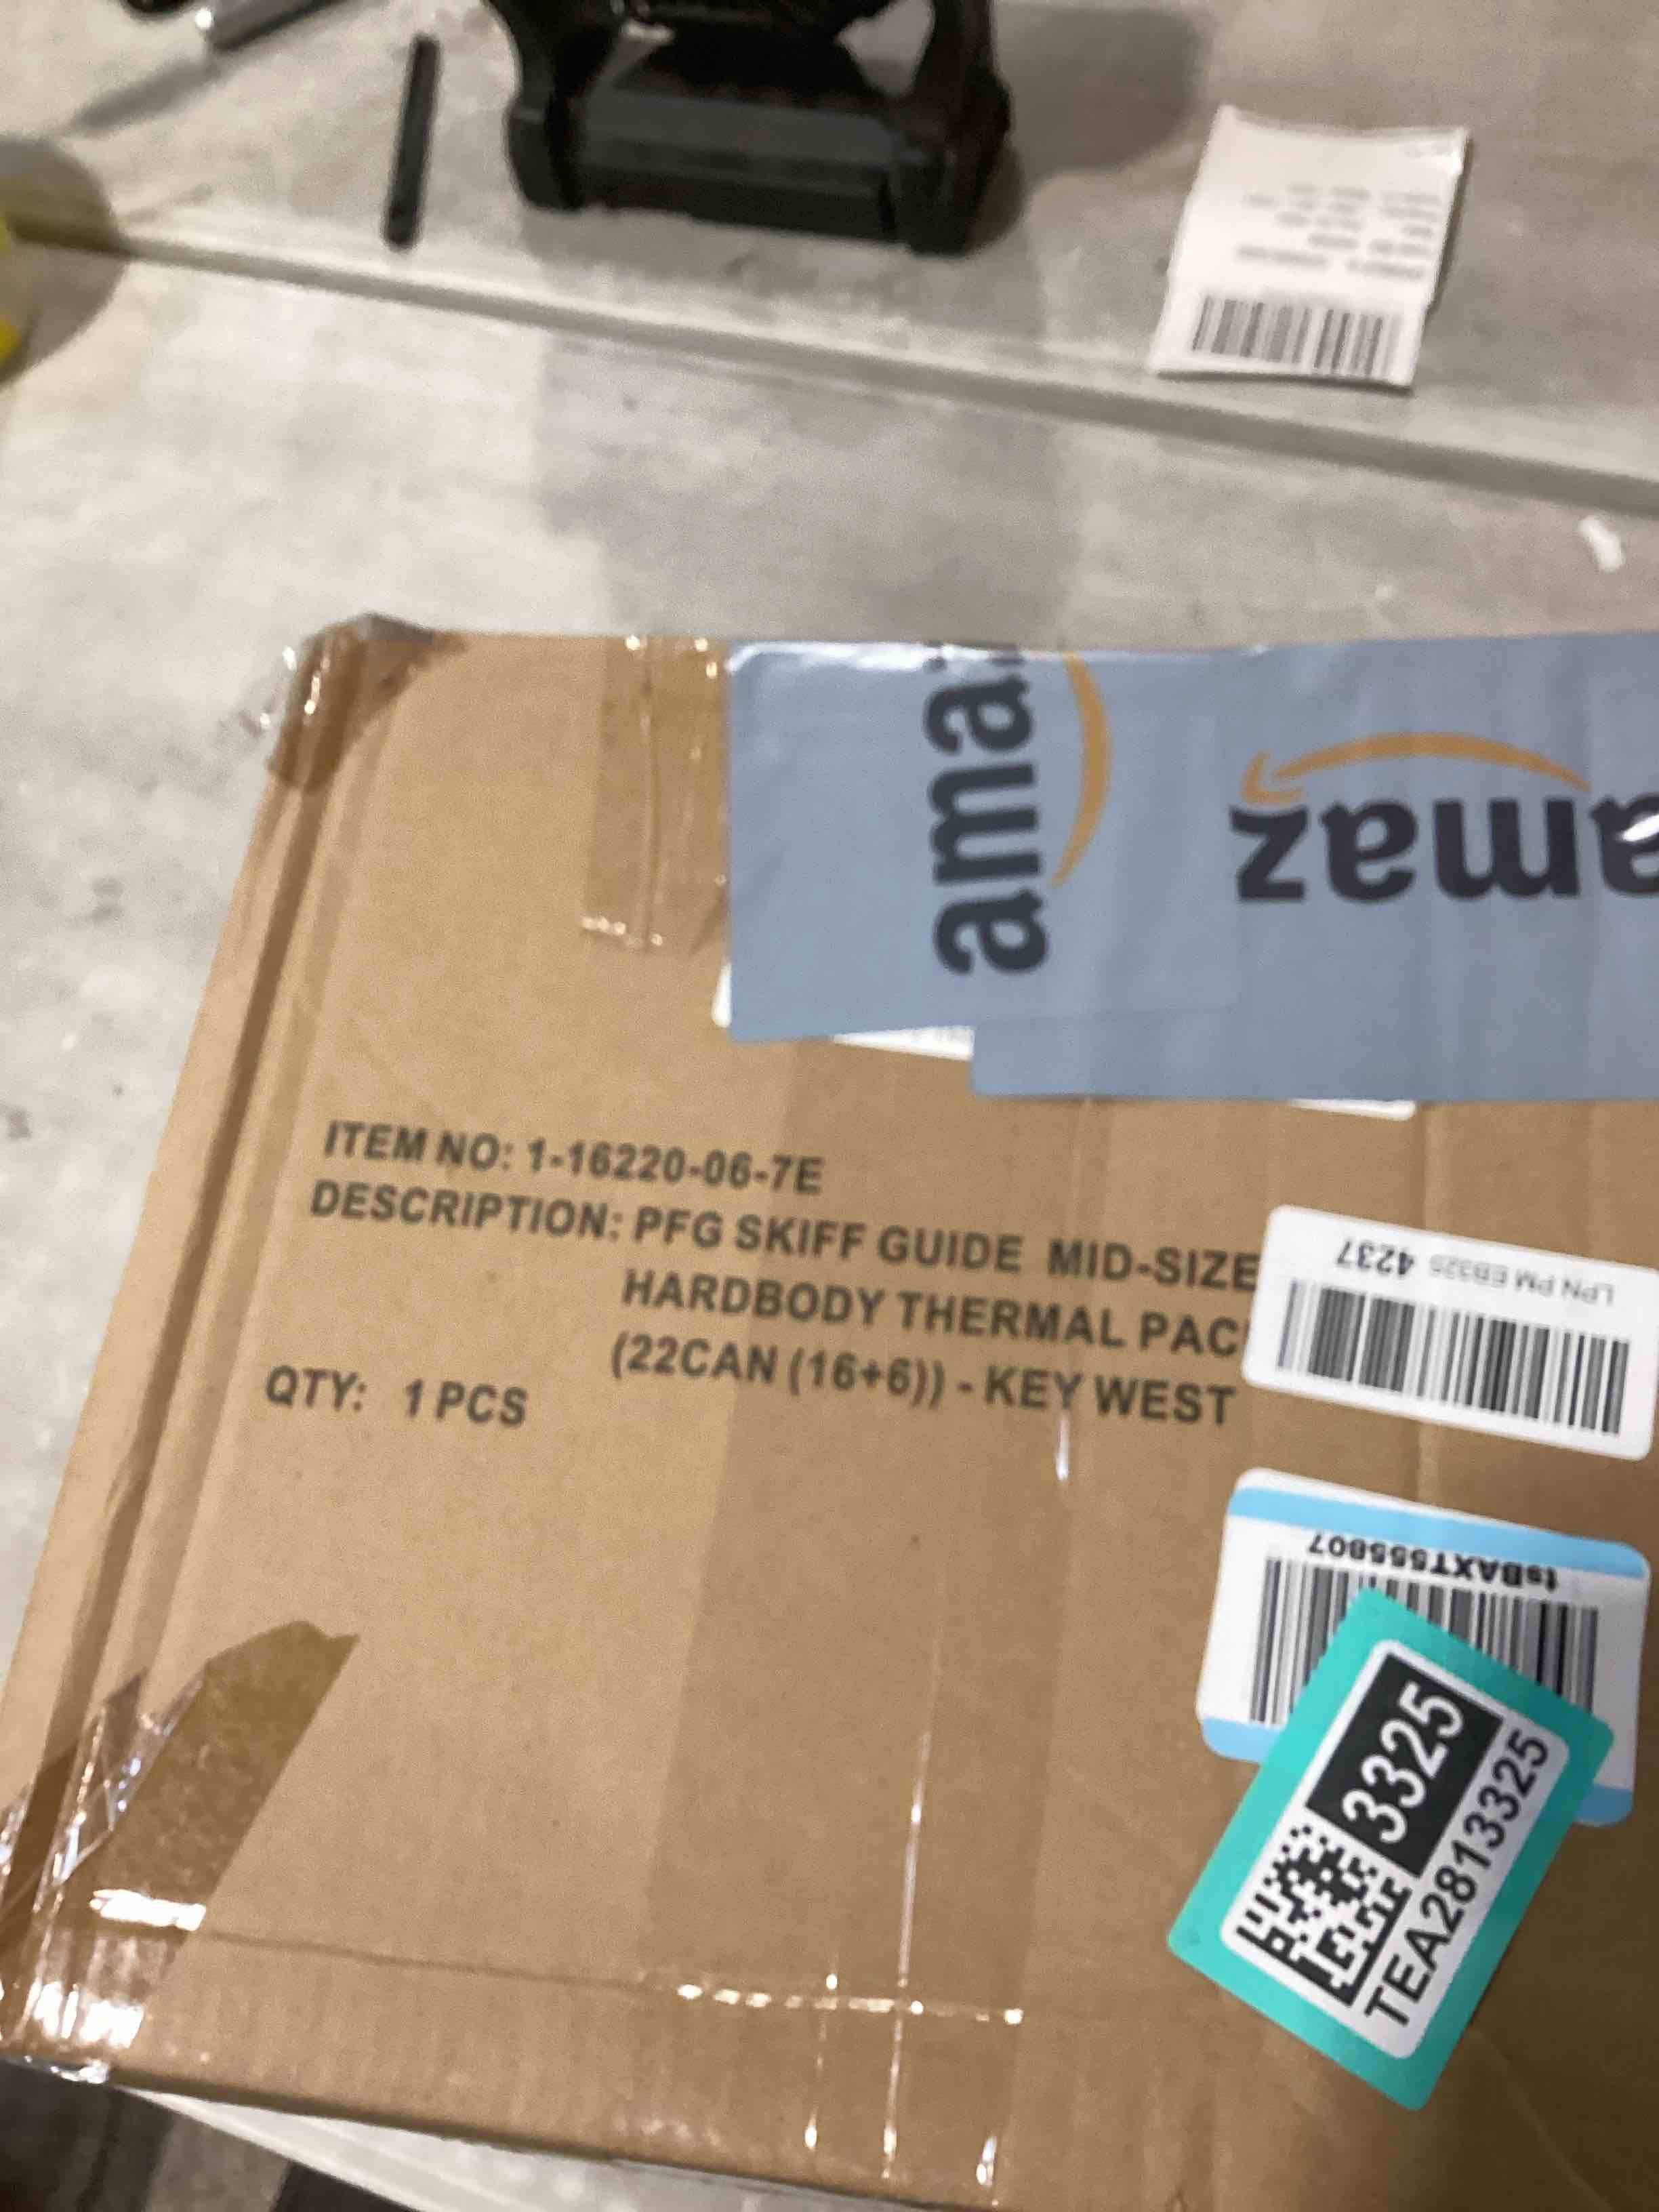 ama
amaz
ITEM NO: 1-16220-06-7E
DESCRIPTION: PFG SKIFF GUIDE MID-SIZE
HARDBODY THERMAL PAC
(22CAN (16+6)) - KEY WEST
QTY: 1 PCS
LPN PM EB325 4237
tsBAXT555807
3325
TEA2813325